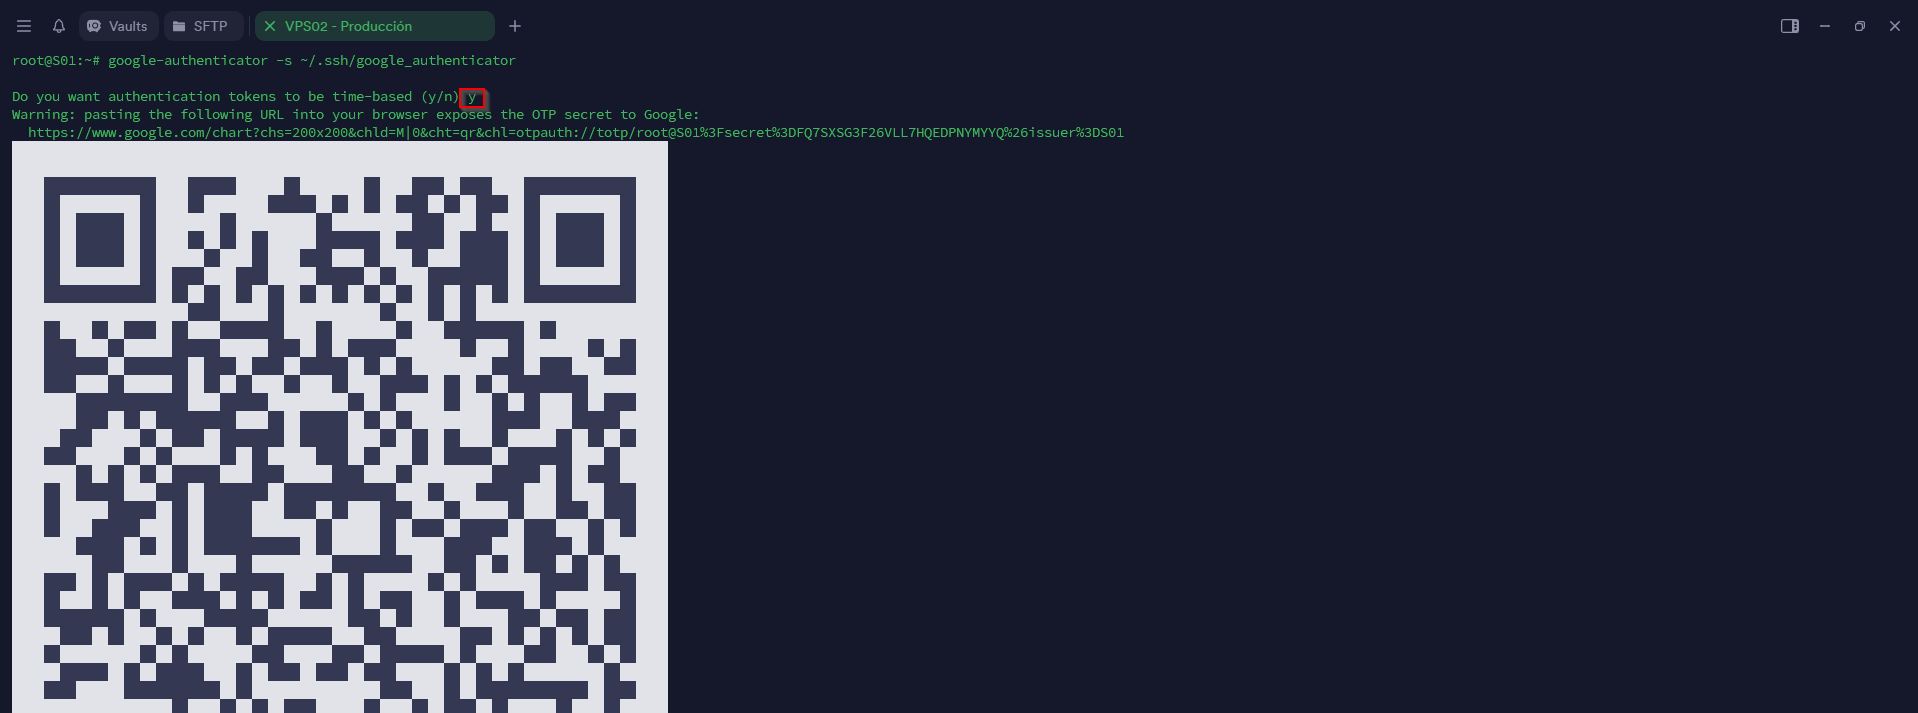 Vaults SFTP VPS02 - Producción
root@S01:~# google-authenticator -s ~/.ssh/google_authenticator
Do you want authentication tokens to be time-based (y/n) y
Warning: pasting the following URL into your browser exposes the OTP secret to Google:
https://www.google.com/chart?chs=200x200&chld=M|0&cht=qr&chl=otpauth://totp/root@S01%3Fsecret%3DFQ7SXSG3F26VLL7HQEDPNYMYYQ%26issuer%3DS01